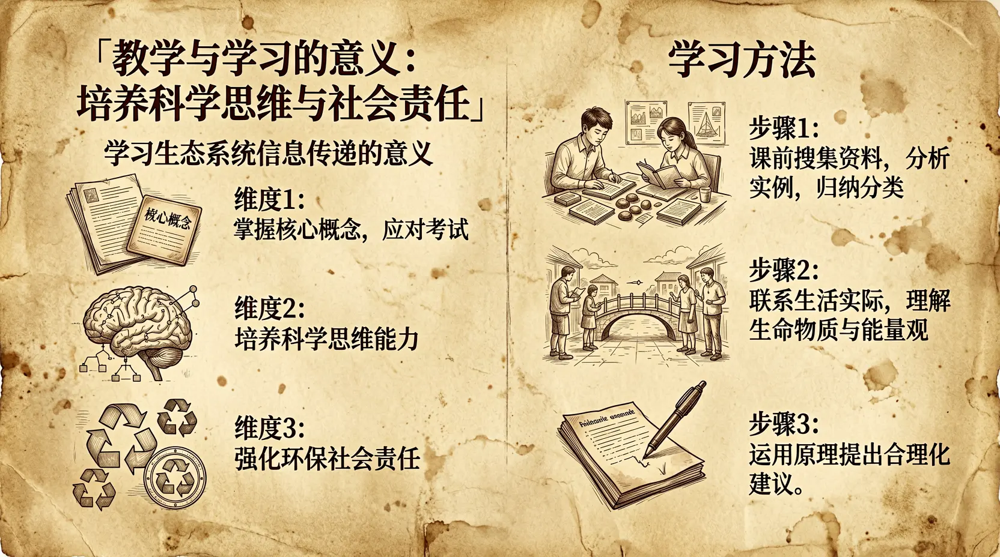 「教学与学习的意义：
培养科学思维与社会责任」
学习生态系统信息传递的意义
核心概念
维度1：
掌握核心概念，应对考试
维度2：
培养科学思维能力
维度3：
强化环保社会责任
学习方法
步骤1：
课前搜集资料，分析
实例，归纳分类
步骤2：
联系生活实际，理解
生命物质与能量观
步骤3：
运用原理提出合理化
建议。